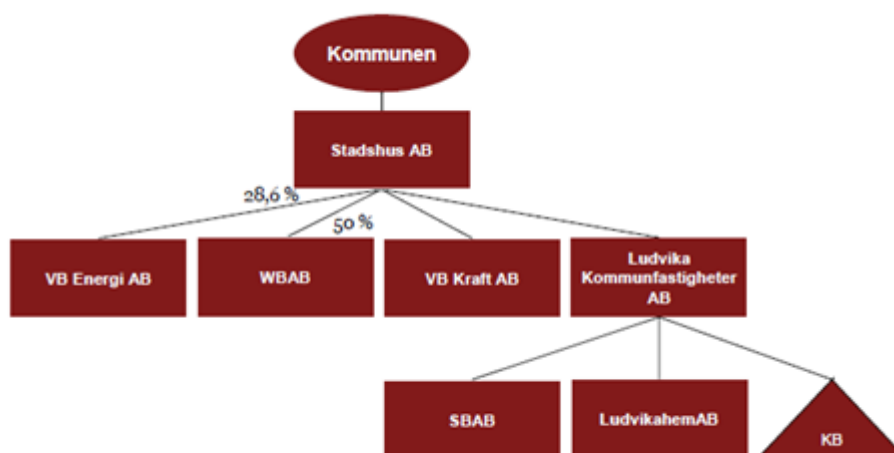 Kommunen
Stadshus AB
28,6 %
50 %
VB Energi AB
WBAB
VB Kraft AB
Ludvika
Kommunfastigheter
AB
SBAB
LudvikahemAB
KB